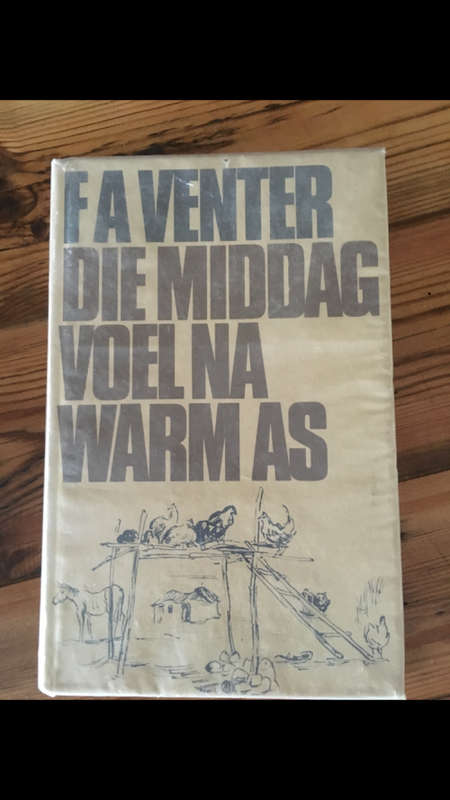 F A VENTER
DIE MIDDAG
VOEL NA
WARM AS